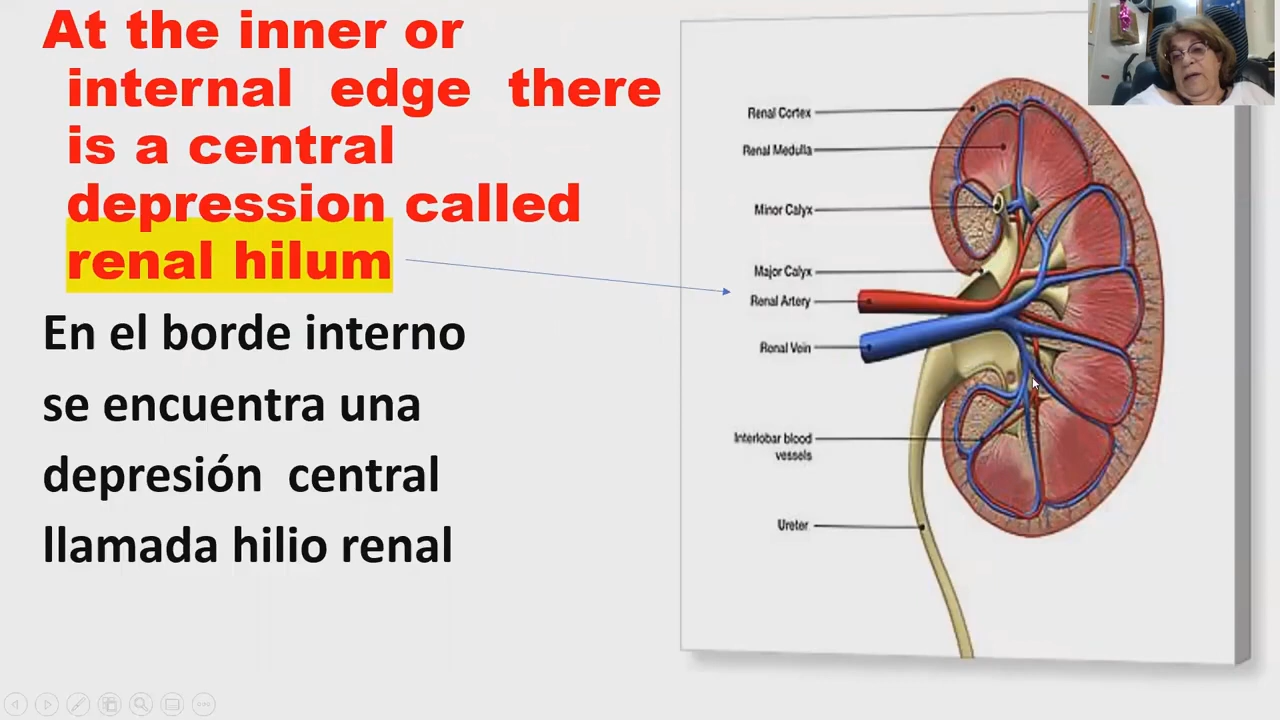 At the inner or
internal edge there
is a central
depression called
renal hilum
En el borde interno
se encuentra una
depresión central
llamada hilio renal
Renal Cortex
Renal Medulla
Minor Calyx
Major Calyx
Renal Artery
Renal Vein
Interlobar blood
vessels
Ureter